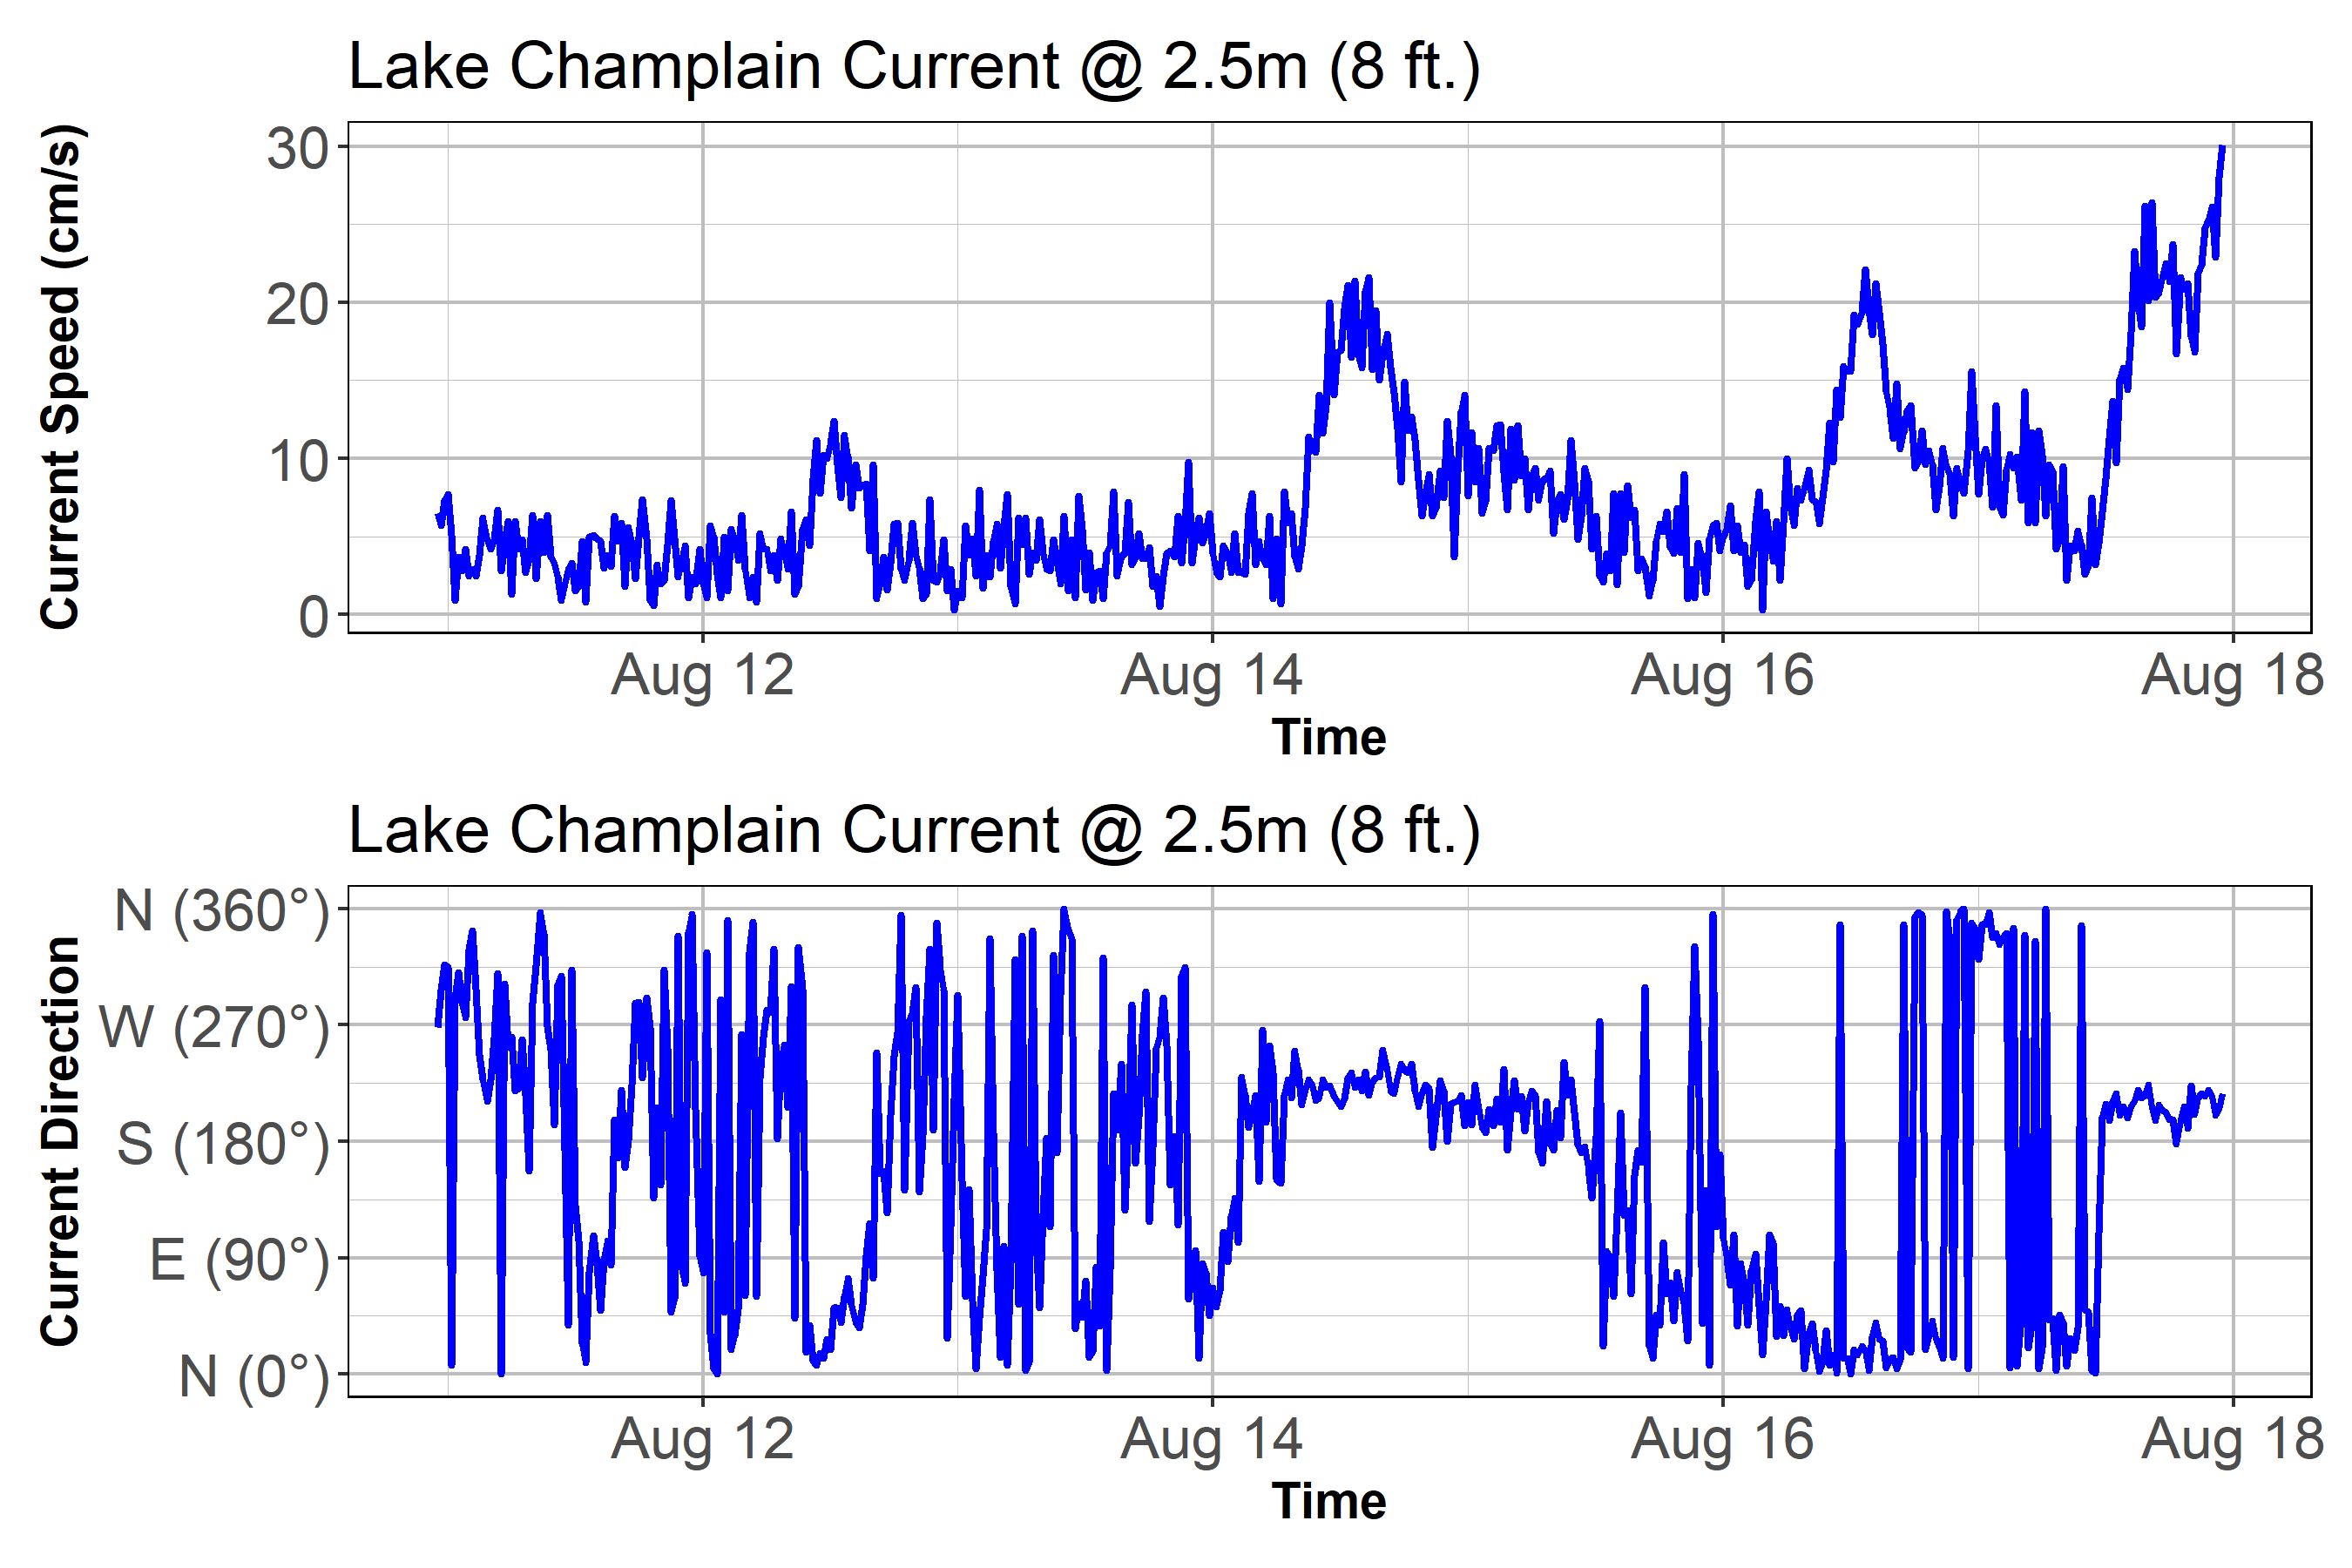 Lake Champlain Current @ 2.5m (8 ft.)
Current Speed (cm/s)
30
20
10
0
Aug 12 Aug 14 Aug 16 Aug 18
Time
Lake Champlain Current @ 2.5m (8 ft.)
Current Direction
N (360°)
W (270°)
S (180°)
E (90°)
N (0°)
Aug 12 Aug 14 Aug 16 Aug 18
Time